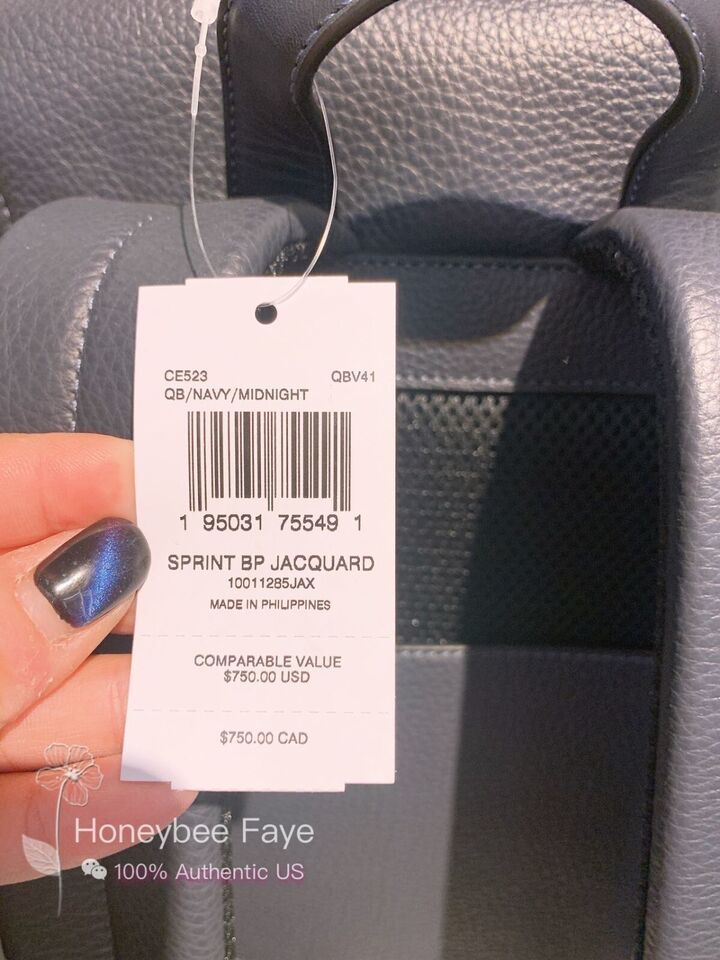 CE523 QBV41
QB/NAVY/MIDNIGHT
1 95031 75549 1
SPRINT BP JACQUARD
10011285JAX
MADE IN PHILIPPINES
COMPARABLE VALUE
$750.00 USD
$750.00 CAD
Honeybee Faye
100% Authentic US